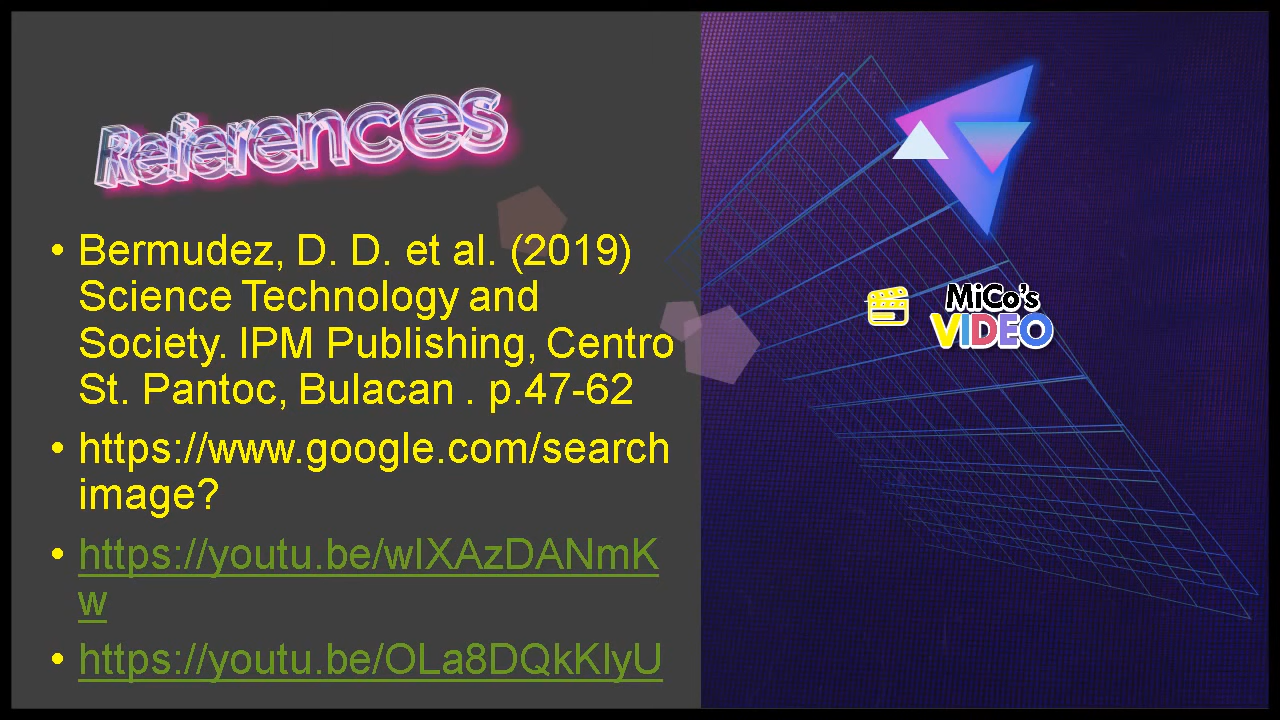 References
• Bermudez, D. D. et al. (2019)
Science Technology and
Society. IPM Publishing, Centro
St. Pantoc, Bulacan . p.47-62
• https://www.google.com/search
image?
• https://youtu.be/wIXAzDANmK
w
• https://youtu.be/OLa8DQkKlyU
MiCo's
VIDEO